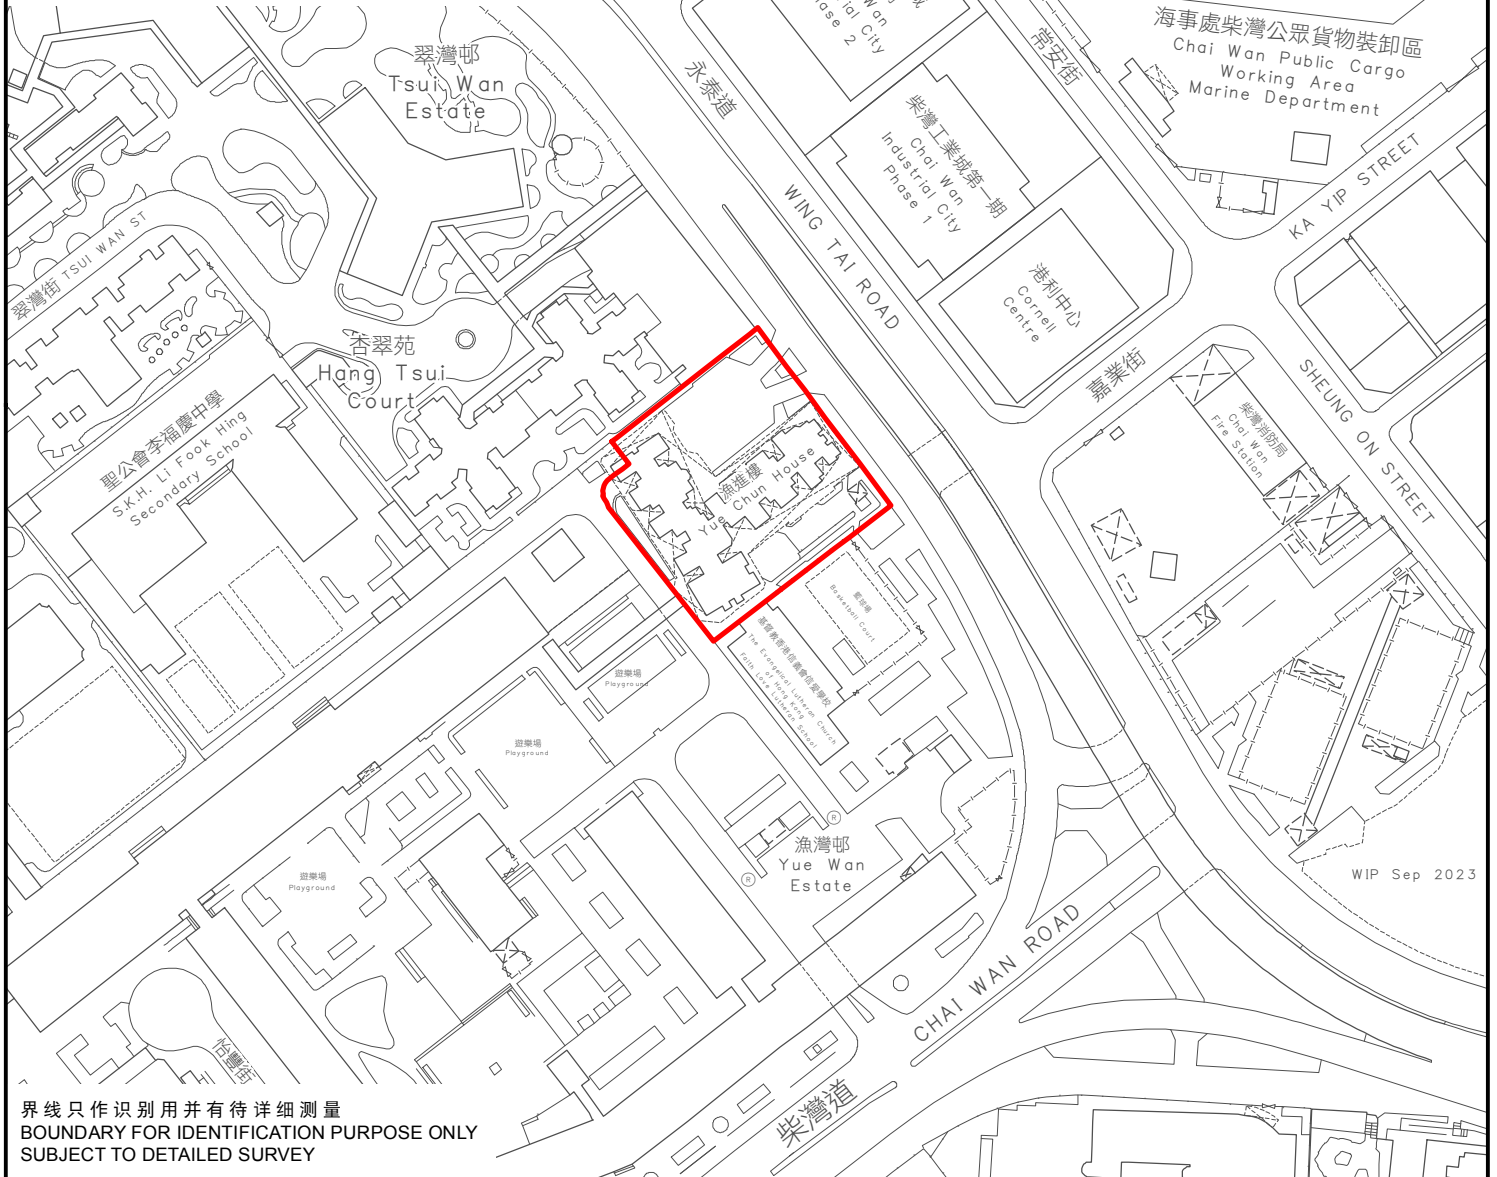 翠灣邨
Tsui Wan
Estate
永泰道
Wan
ial City
ase 2
常安街
海事處柴灣公眾貨物裝卸區
Chai Wan Public Cargo
Working Area
Marine Department
柴灣工業城第一期
Chai Wan
Industrial City
Phase 1
WING TAI ROAD
KA YIP STREET
翠灣街 TSUI WAN ST
港利中心
Cornell
Centre
杏翠苑
Hang Tsui
Court
嘉業街
SHEUNG ON STREET
聖公會李福慶中學
S.K.H. Li Fook Hing
Secondary School
柴灣消防局
Chai Wan
Fire Station
漁進樓
Yue Chun House
籃球場
Basketball Court
基督教香港信義會信愛學校
The Evangelical Lutheran Church
of Hong Kong
Faith Love Lutheran School
遊樂場
Playground
遊樂場
Playground
遊樂場
Playground
R
R
漁灣邨
Yue Wan
Estate
WIP Sep 2023
CHAI WAN ROAD
柴灣道
怡豐街
界线只作识别用并有待详细测量
BOUNDARY FOR IDENTIFICATION PURPOSE ONLY
SUBJECT TO DETAILED SURVEY